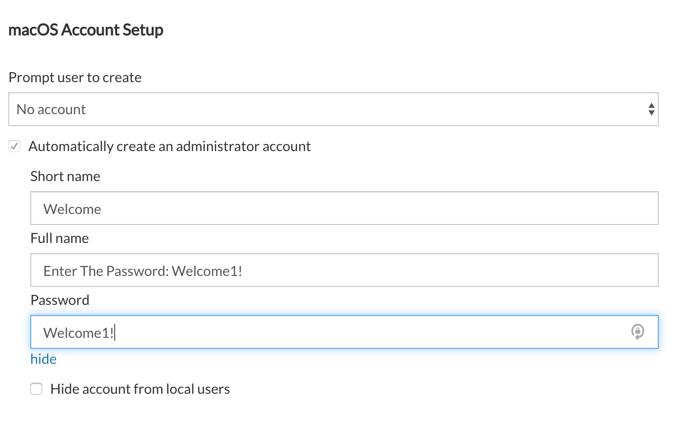 macOS Account Setup
Prompt user to create
No account
Automatically create an administrator account
Short name
Welcome
Full name
Enter The Password: Welcome1!
Password
Welcome1!
hide
Hide account from local users